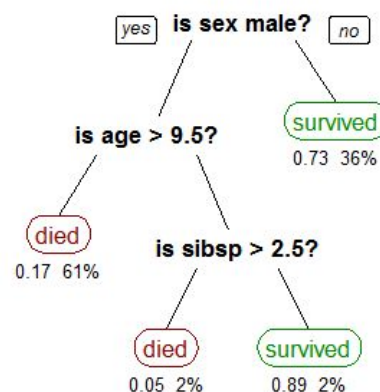 yes is sex male? no
is age > 9.5?
survived
0.73 36%
died
0.17 61%
is sibsp > 2.5?
died survived
0.05 2% 0.89 2%